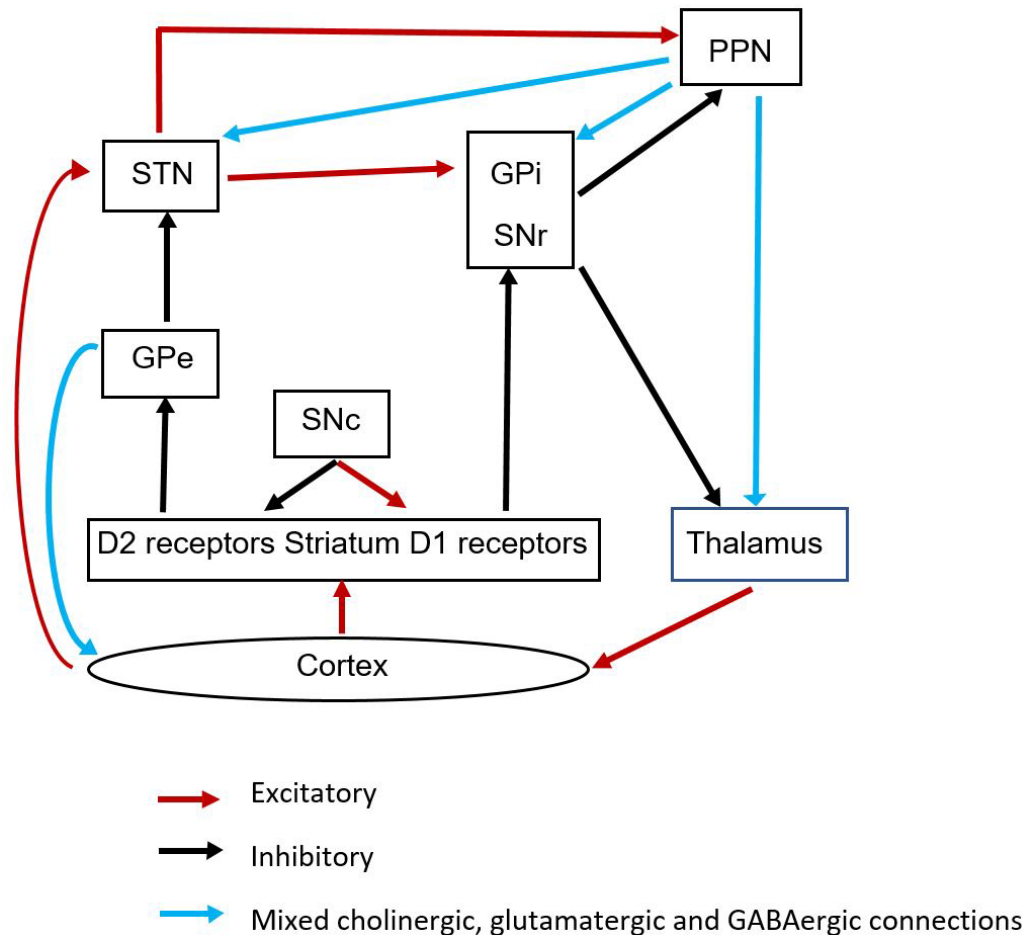 PPN
STN
GPi
SNr
GPe
SNc
D2 receptors Striatum D1 receptors
Thalamus
Cortex
Excitatory
Inhibitory
Mixed cholinergic, glutamatergic and GABAergic connections